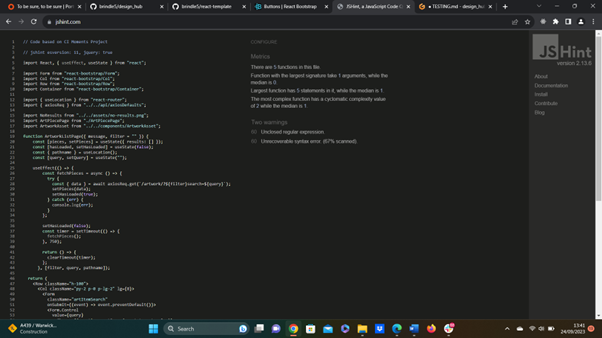 To be sure, to be sure | Po
brindle5/design_hub
brindle5/react-template
Buttons | React Bootstrap
JSHint, a JavaScript Code Q
TESTING.md - design_hub
jshint.com
// Code based on CI Moments Project
// jshint esversion: 11, jquery: true
import React, { useEffect, useState } from "react";
import Form from "react-bootstrap/Form";
import Col from "react-bootstrap/Col";
import Row from "react-bootstrap/Row";
import Container from "react-bootstrap/Container";
import { useLocation } from "react-router";
import { axiosReq } from "../../api/axiosDefaults";
import NoResults from "../../assets/no-results.png";
import ArtPiecePage from "./ArtPiecePage";
import ArtworkAsset from "../../components/ArtworkAsset";
function ArtworkListPage({ message, filter = "" }) {
const [pieces, setPieces] = useState({ results: [] });
const [hasLoaded, setHasLoaded] = useState(false);
const { pathname } = useLocation();
const [query, setQuery] = useState("");
useEffect(() => {
const fetchPieces = async () => {
try {
const { data } = await axiosReq.get(`/artwork/?${filter}search=${query}`);
setPieces(data);
setHasLoaded(true);
} catch (err) {
console.log(err);
}
};
setHasLoaded(false);
const timer = setTimeout(() => {
fetchPieces();
}, 750);
return () => {
clearTimeout(timer);
};
}, [filter, query, pathname]);
return (
<Row className="h-100">
<Col className="py-2 p-0 p-lg-2" lg={8}>
<Form
className="artItemSearch"
onSubmit={(event) => event.preventDefault()}>
<Form.Control
value={query}
CONFIGURE
Metrics
There are 5 functions in this file.
Function with the largest signature take 1 arguments, while the
median is 0.
Largest function has 5 statements in it, while the median is 1.
The most complex function has a cyclomatic complexity value
of 2 while the median is 1.
Two warnings
Unclosed regular expression.
Unrecoverable syntax error. (67% scanned).
JSHint
version 2.13.6
About
Documentation
Install
Contribute
Blog
A439 / Warwick...
Construction
Search
13:41
24/09/2023